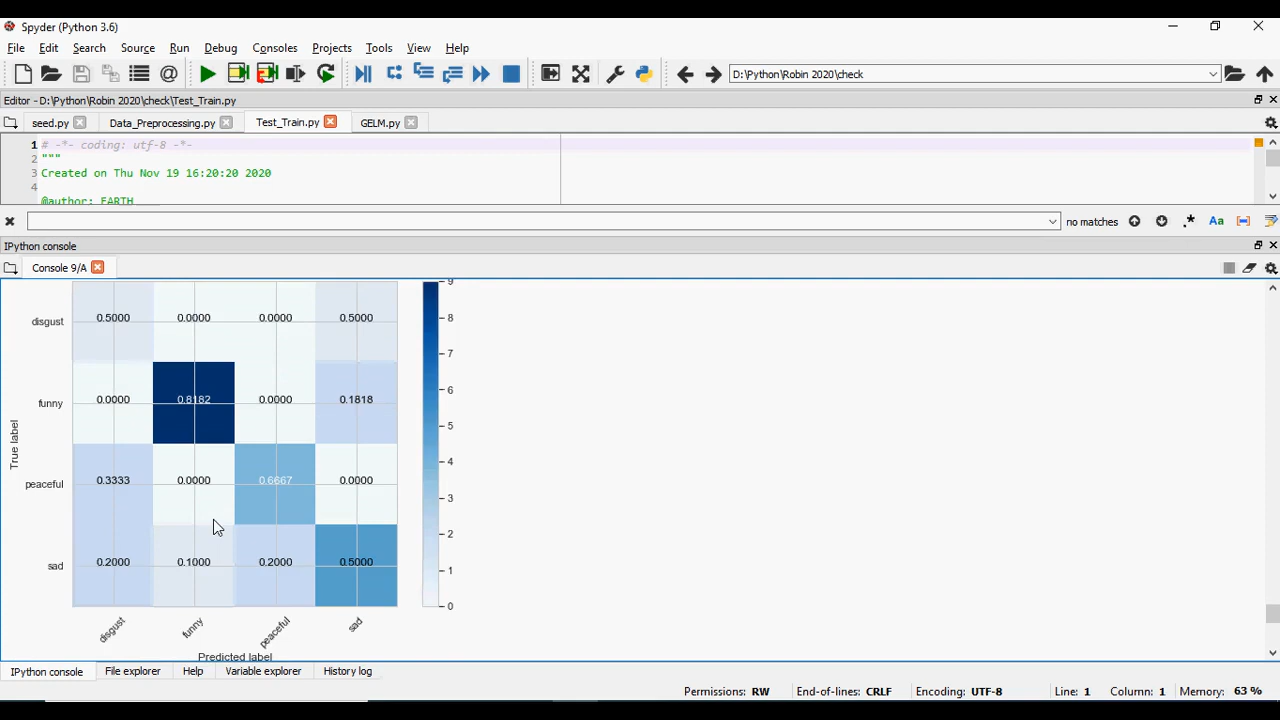 Spyder (Python 3.6)
File Edit Search Source Run Debug Consoles Projects Tools View Help
D:\Python\Robin 2020\check
Editor - D:\Python\Robin 2020\check\Test_Train.py
seed.py Data_Preprocessing.py Test_Train.py GELM.py
1 # -*- coding: utf-8 -*-
2 """
3 Created on Thu Nov 19 16:20:20 2020
4
@author: EARTH
no matches .* Aa
IPython console
Console 9/A
9
disgust 0.5000 0.0000 0.0000 0.5000 8
7
6
funny 0.0000 0.8182 0.0000 0.1818
5
True label
4
peaceful 0.3333 0.0000 0.6667 0.0000
3
2
sad 0.2000 0.1000 0.2000 0.5000 1
0
disgust funny peaceful sad
Predicted label
IPython console File explorer Help Variable explorer History log
Permissions: RW End-of-lines: CRLF Encoding: UTF-8 Line: 1 Column: 1 Memory: 63 %